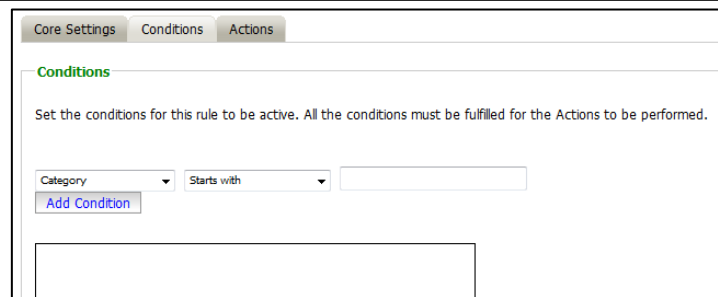 Core Settings Conditions Actions
Conditions
Set the conditions for this rule to be active. All the conditions must be fulfilled for the Actions to be performed.
Category Starts with
Add Condition